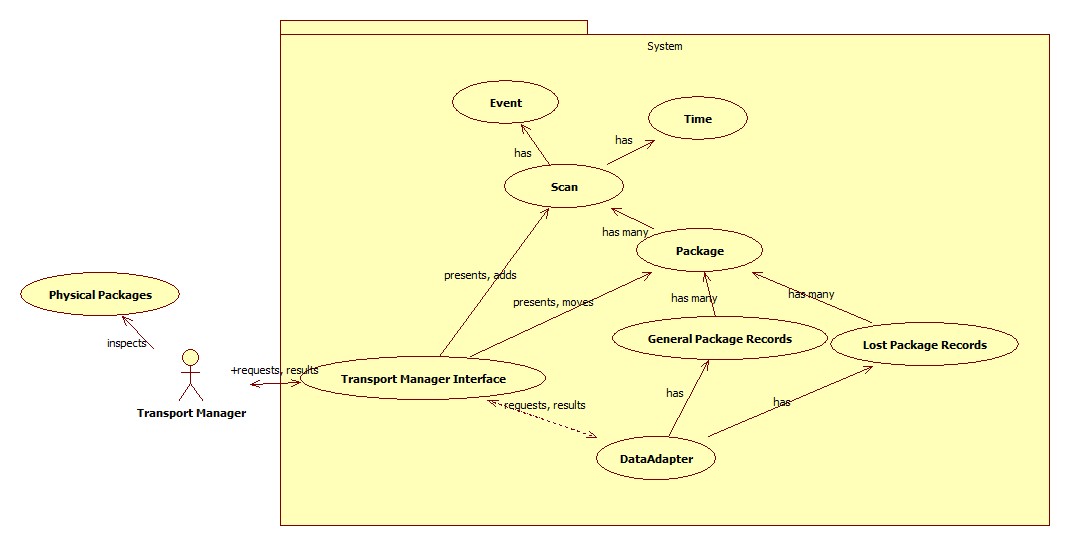 System
Event
Time
has
has
Scan
has many
Package
presents, adds
Physical Packages
presents, moves
has many
has many
General Package Records
Lost Package Records
inspects
+requests, results
Transport Manager Interface
Transport Manager
has
has
requests, results
DataAdapter